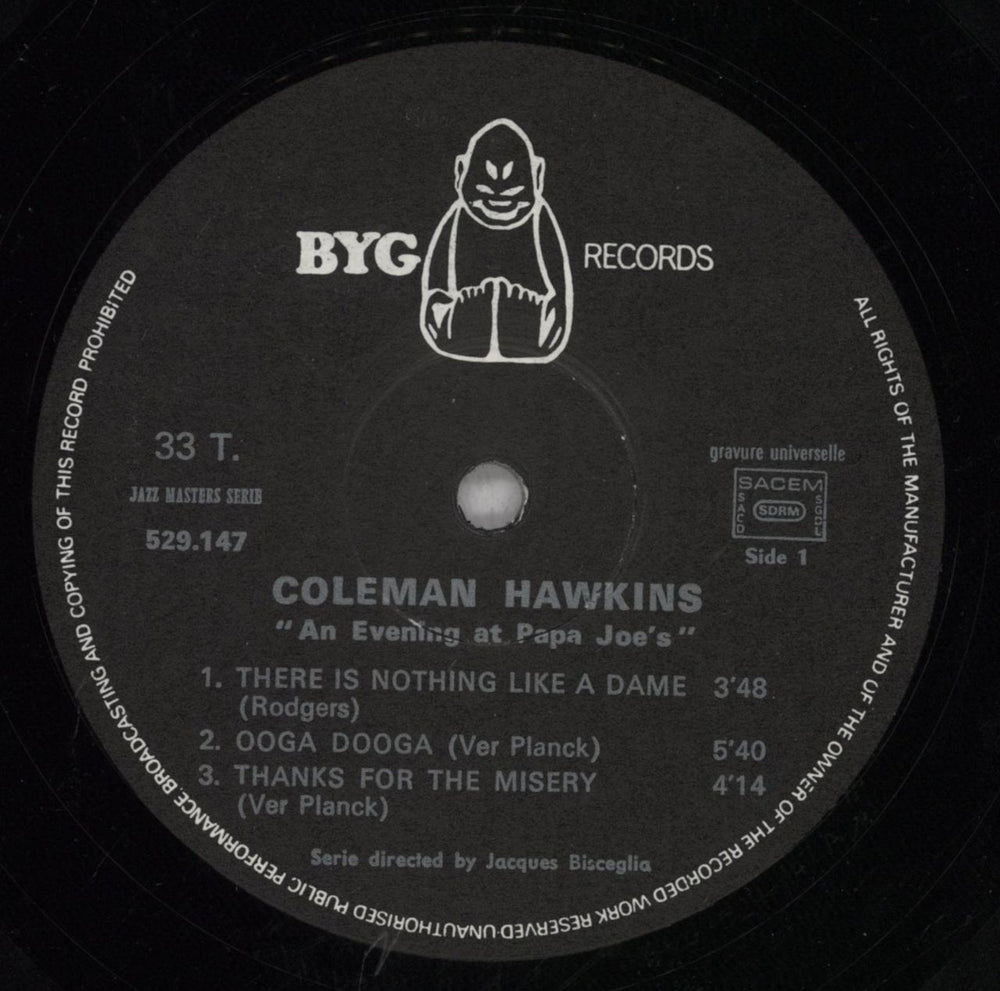 BYG RECORDS
ALL RIGHTS OF THE MANUFACTURER AND OF THE OWNER OF THE RECORDED WORK RESERVED-UNAUTHORISED PUBLIC PERFORMANCE BROADCASTING AND COPYING OF THIS RECORD PROHIBITED
33 T.
JAZZ MASTERS SERIE
529.147
gravure universelle
SACEM
SACD
SDRM
SGDL
Side 1
COLEMAN HAWKINS
"An Evening at Papa Joe's"
1. THERE IS NOTHING LIKE A DAME 3'48
(Rodgers)
2. OOGA DOOGA (Ver Planck) 5'40
3. THANKS FOR THE MISERY 4'14
(Ver Planck)
Serie directed by Jacques Bisceglia